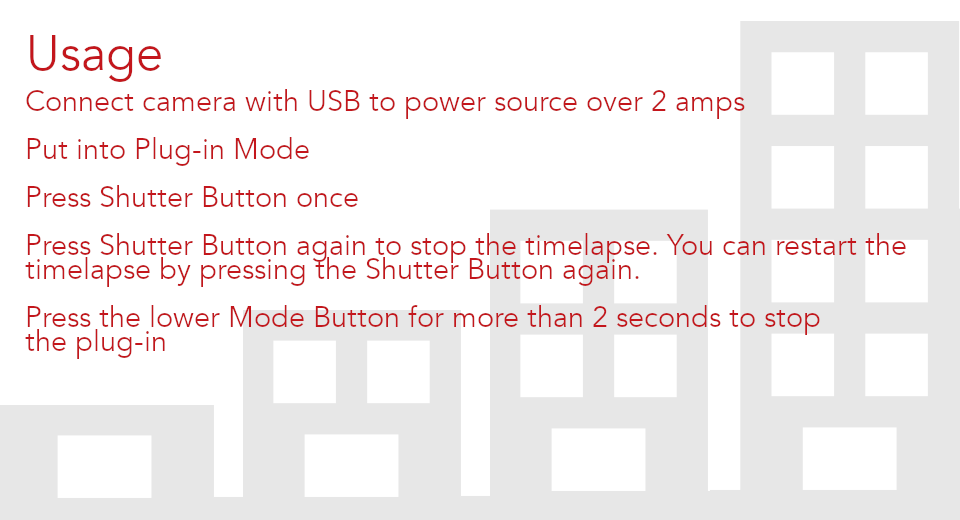 Usage
Connect camera with USB to power source over 2 amps
Put into Plug-in Mode
Press Shutter Button once
Press Shutter Button again to stop the timelapse. You can restart the
timelapse by pressing the Shutter Button again.
Press the lower Mode Button for more than 2 seconds to stop
the plug-in